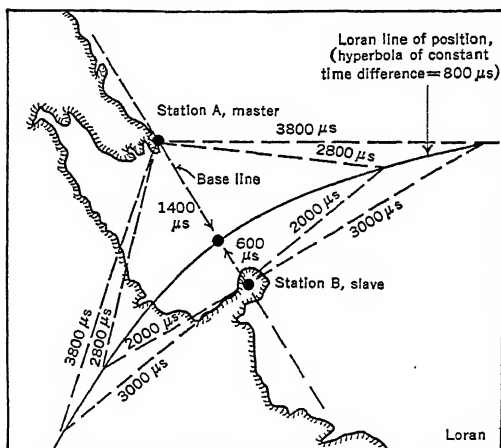 Loran line of position,
(hyperbola of constant
time difference=800 μs)
Station A, master
3800 μs
2800 μs
Base line
1400
μs
2000 μs
3000 μs
600
μs
Station B, slave
3800 μs
2800 μs
2000 μs
3000 μs
Loran